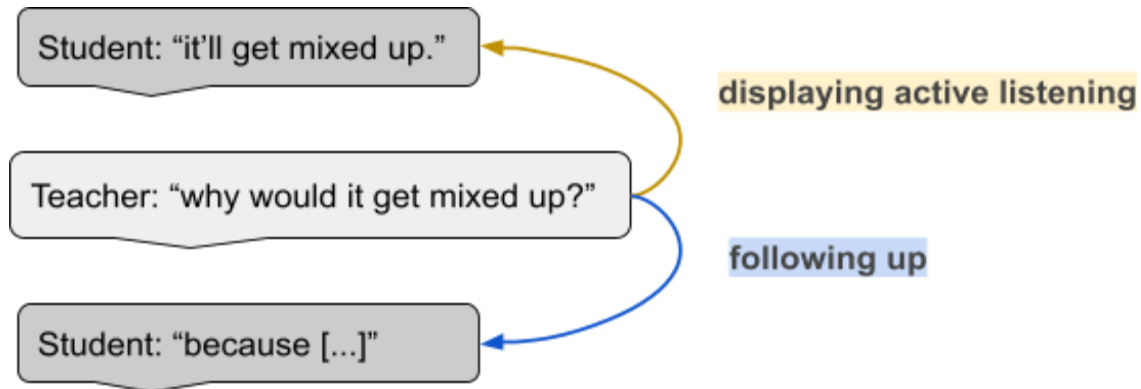 Student: “it’ll get mixed up.”
displaying active listening
Teacher: “why would it get mixed up?”
following up
Student: “because [...]”